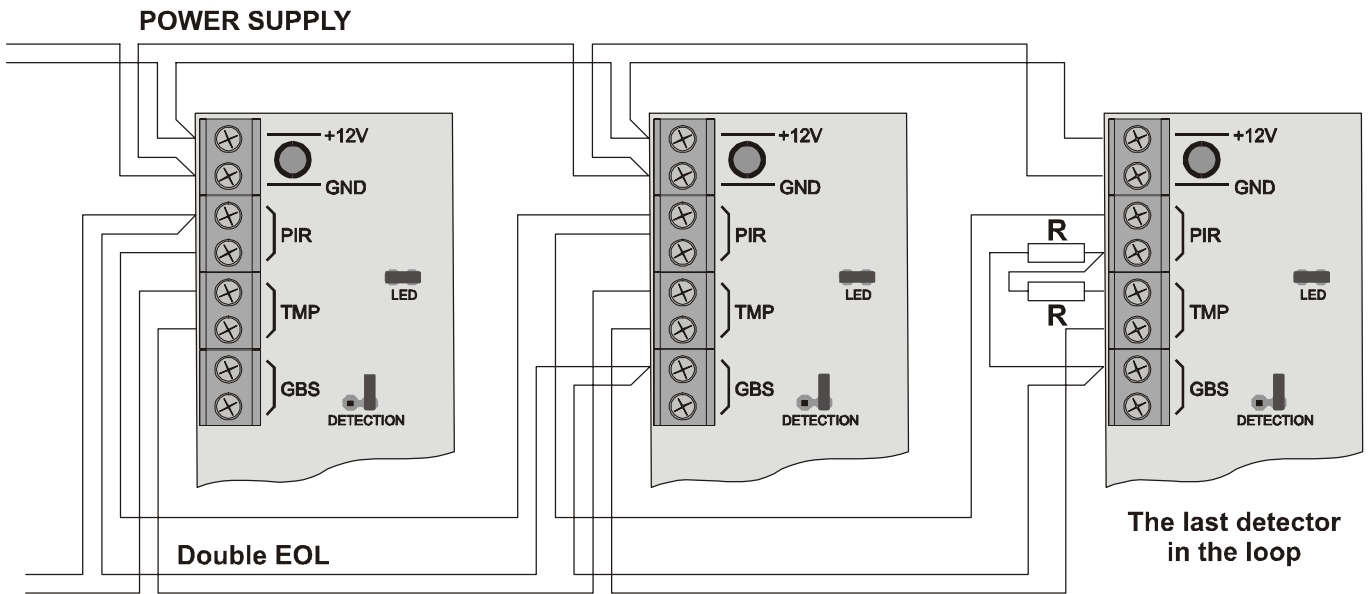 POWER SUPPLY
+12V
GND
PIR
LED
TMP
GBS
DETECTION
+12V
GND
PIR
LED
TMP
GBS
DETECTION
+12V
GND
R
PIR
LED
R
TMP
GBS
DETECTION
Double EOL
The last detector
in the loop